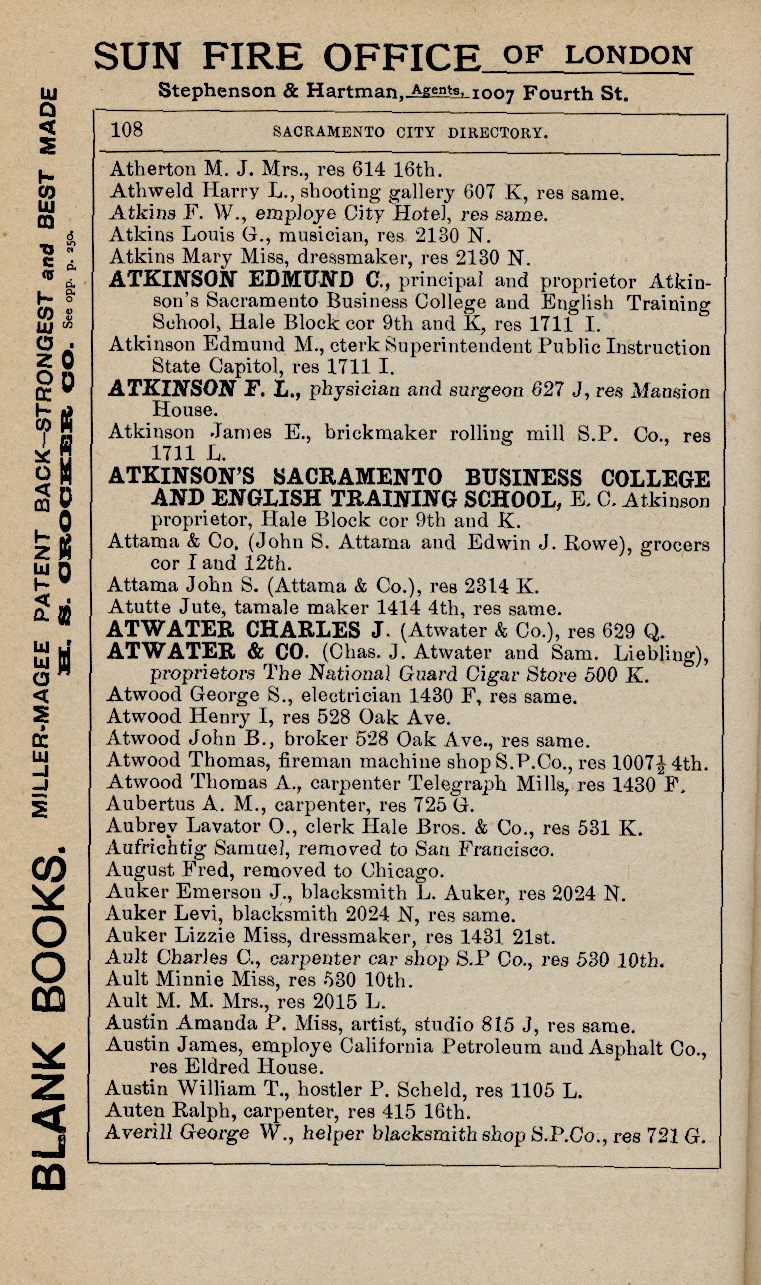 SUN FIRE OFFICE OF LONDON
Stephenson & Hartman, Agents, 1007 Fourth St.
108 SACRAMENTO CITY DIRECTORY.
Atherton M. J. Mrs., res 614 16th.
Athweld Harry L., shooting gallery 607 K, res same.
Atkins F. W., employe City Hotel, res same.
Atkins Louis G., musician, res 2130 N.
Atkins Mary Miss, dressmaker, res 2130 N.
ATKINSON EDMUND C., principal and proprietor Atkin-
son's Sacramento Business College and English Training
School, Hale Block cor 9th and K, res 1711 I.
Atkinson Edmund M., cterk Superintendent Public Instruction
State Capitol, res 1711 I.
ATKINSON F. L., physician and surgeon 627 J, res Mansion
House.
Atkinson James E., brickmaker rolling mill S.P. Co., res
1711 L.
ATKINSON'S SACRAMENTO BUSINESS COLLEGE
AND ENGLISH TRAINING SCHOOL, E. C. Atkinson
proprietor, Hale Block cor 9th and K.
Attama & Co. (John S. Attama and Edwin J. Rowe), grocers
cor I and 12th.
Attama John S. (Attama & Co.), res 2314 K.
Atutte Jute, tamale maker 1414 4th, res same.
ATWATER CHARLES J. (Atwater & Co.), res 629 Q.
ATWATER & CO. (Chas. J. Atwater and Sam. Liebling),
proprietors The National Guard Cigar Store 500 K.
Atwood George S., electrician 1430 F, res same.
Atwood Henry I, res 528 Oak Ave.
Atwood John B., broker 528 Oak Ave., res same.
Atwood Thomas, fireman machine shop S.P.Co., res 1007½ 4th.
Atwood Thomas A., carpenter Telegraph Mills, res 1430 F.
Aubertus A. M., carpenter, res 725 G.
Aubrey Lavator O., clerk Hale Bros. & Co., res 531 K.
Aufrichtig Samuel, removed to San Francisco.
August Fred, removed to Chicago.
Auker Emerson J., blacksmith L. Auker, res 2024 N.
Auker Levi, blacksmith 2024 N, res same.
Auker Lizzie Miss, dressmaker, res 1431 21st.
Ault Charles C., carpenter car shop S.P Co., res 530 10th.
Ault Minnie Miss, res 530 10th.
Ault M. M. Mrs., res 2015 L.
Austin Amanda P. Miss, artist, studio 815 J, res same.
Austin James, employe California Petroleum and Asphalt Co.,
res Eldred House.
Austin William T., hostler P. Scheld, res 1105 L.
Auten Ralph, carpenter, res 415 16th.
Averill George W., helper blacksmith shop S.P.Co., res 721 G.
BLANK BOOKS. MILLER-MAGEE PATENT BACK—STRONGEST and BEST MADE
H. S. CROCKER CO. See opp. p. 250.